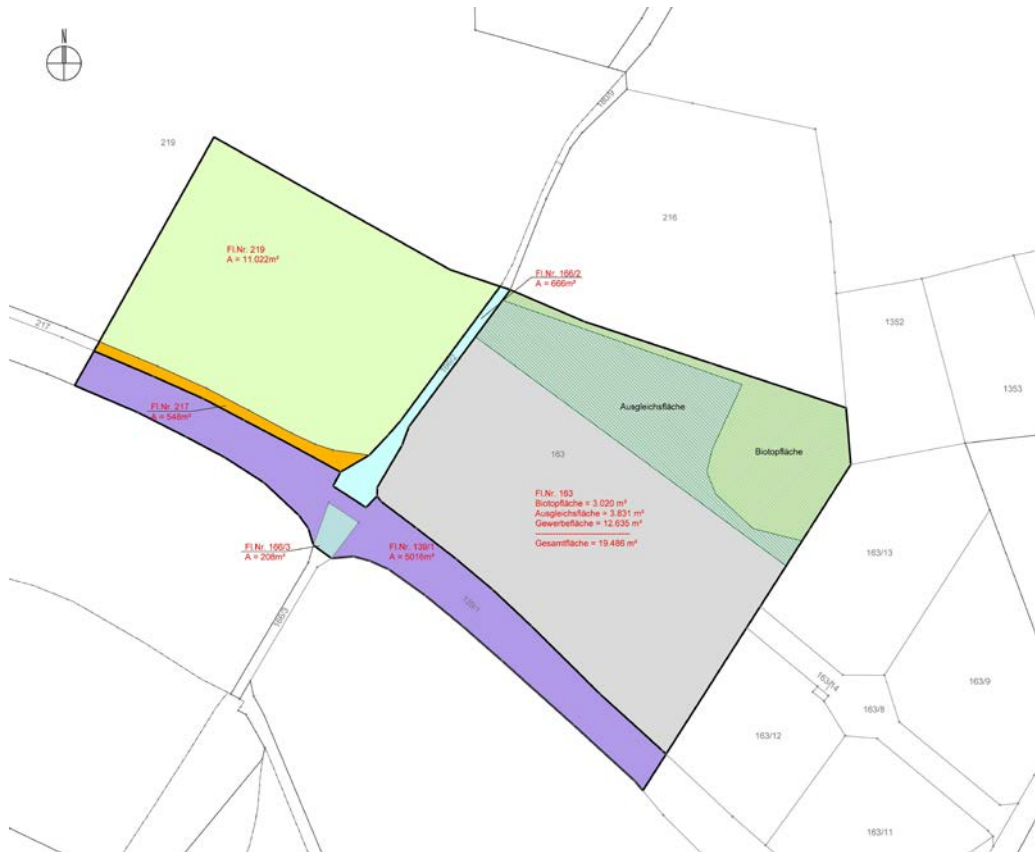 N
180/9
219
216
Fl.Nr. 219
A = 11.022m²
Fl.Nr. 166/2
A = 666m²
217
1352
1353
Fl.Nr. 217
A = 548m²
Ausgleichsfläche
Biotopfläche
163
Fl.Nr. 163
Biotopfläche = 3.020 m²
Ausgleichsfläche = 3.831 m²
Gewerbefläche = 12.635 m²
Gesamtfläche = 19.486 m²
Fl.Nr. 166/3
A = 208m²
Fl.Nr. 139/1
A = 5016m²
163/13
139/1
166/3
163/14
163/9
163/8
163/12
163/11